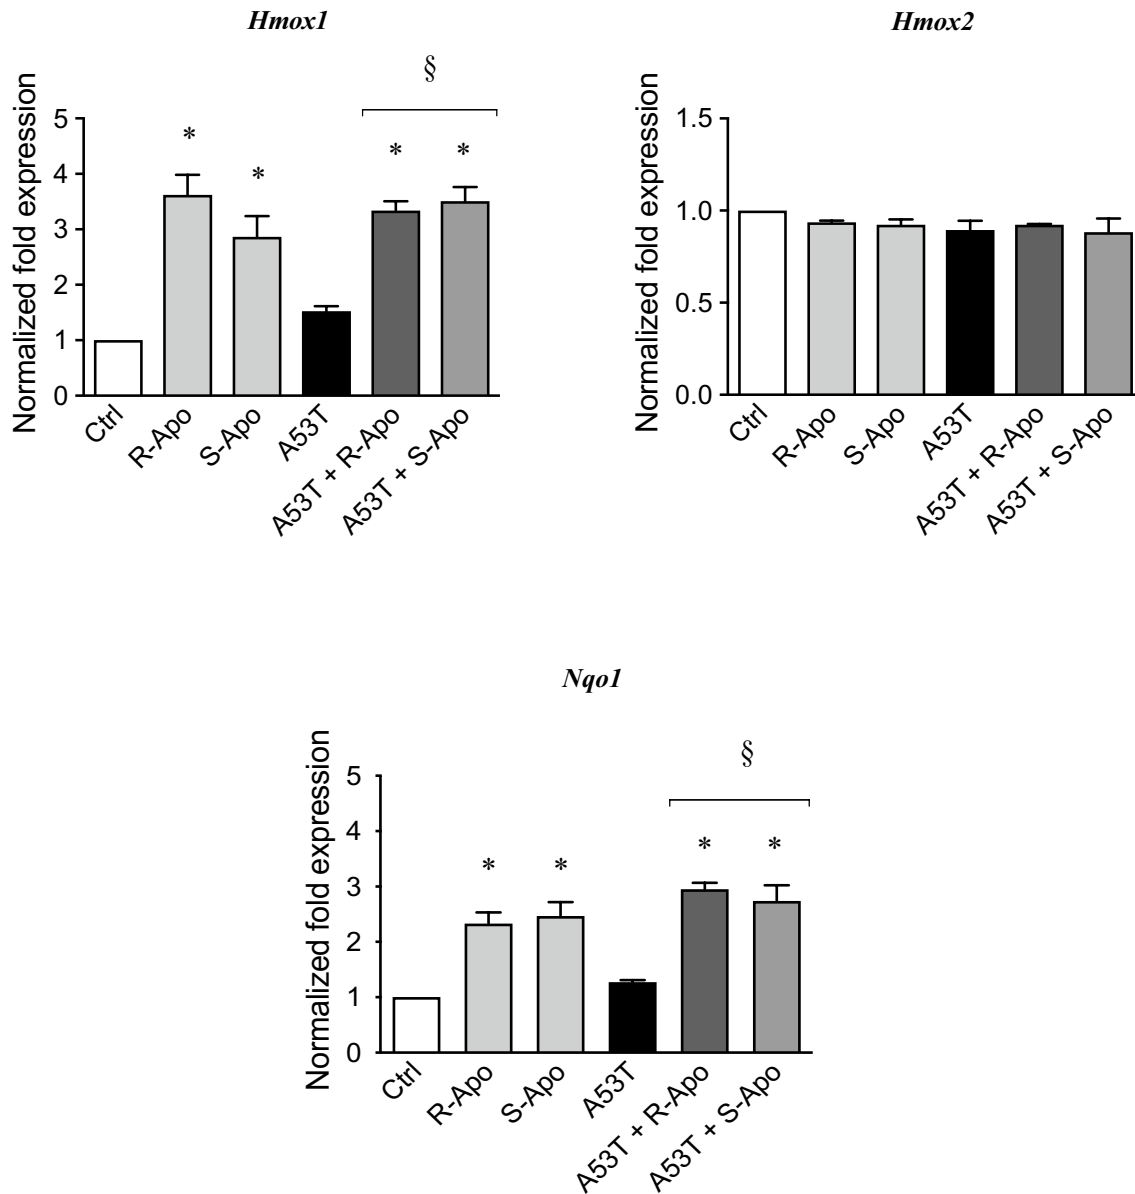 Hmox1
§
Normalized fold expression
5
4
3
2
1
0
*
*
*
*
Ctrl
R-Apo
S-Apo
A53T
A53T + R-Apo
A53T + S-Apo
Hmox2
Normalized fold expression
1.5
1.0
0.5
0.0
Ctrl
R-Apo
S-Apo
A53T
A53T + R-Apo
A53T + S-Apo
Nqo1
§
Normalized fold expression
5
4
3
2
1
0
*
*
*
*
Ctrl
R-Apo
S-Apo
A53T
A53T + R-Apo
A53T + S-Apo